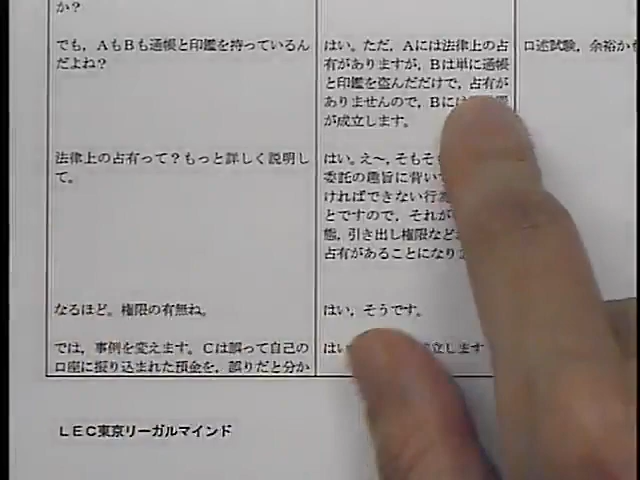 か？
でも，AもBも通帳と印鑑を持っているん
だよね？
法律上の占有って？もっと詳しく説明し
て。
なるほど。権限の有無ね。
では，事例を変えます。Cは誤って自己の
口座に振り込まれた預金を，誤りだと分か
はい。ただ，Aには法律上の占
有がありますが，Bは単に通帳
と印鑑を盗んだだけで，占有が
ありませんので，Bには
が成立します。
はい。え～，そもそも
委託の趣旨に背いて
ければできない行為
とですので，それが
態，引き出し権限など
占有があることになり
はい，そうです。
はい
立します
口述試験，余裕か
LEC東京リーガルマインド